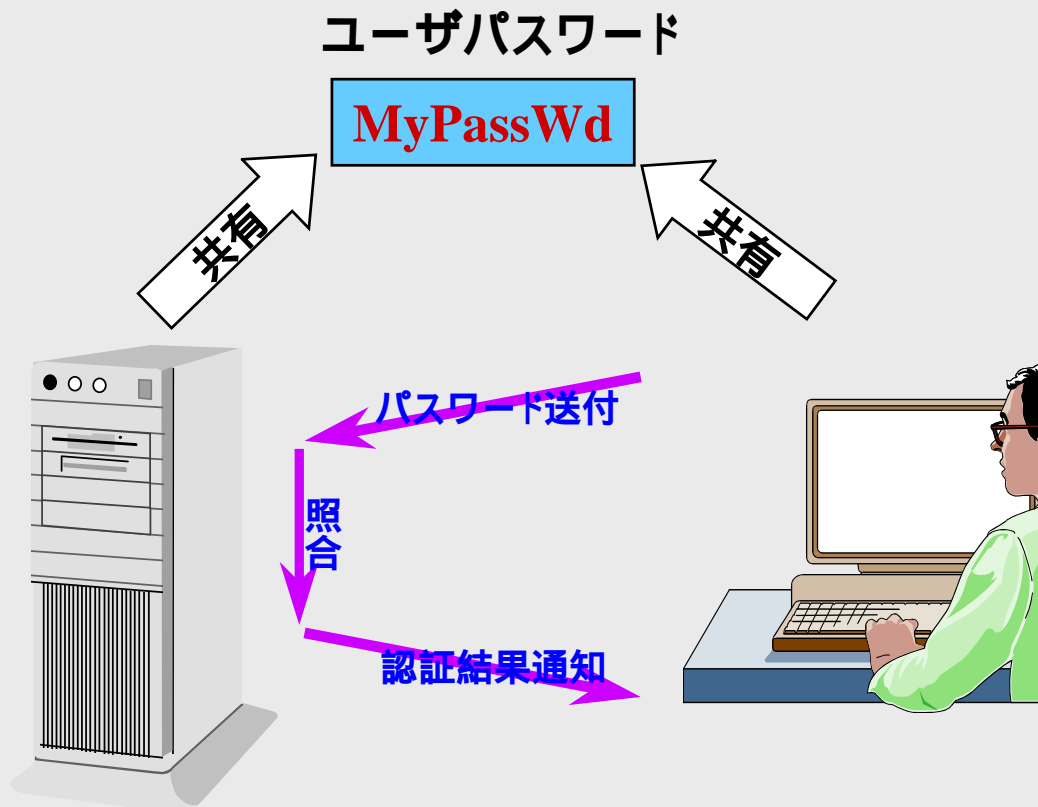 ユーザパスワード
MyPassWd
共有
共有
パスワード送付
照
合
認証結果通知